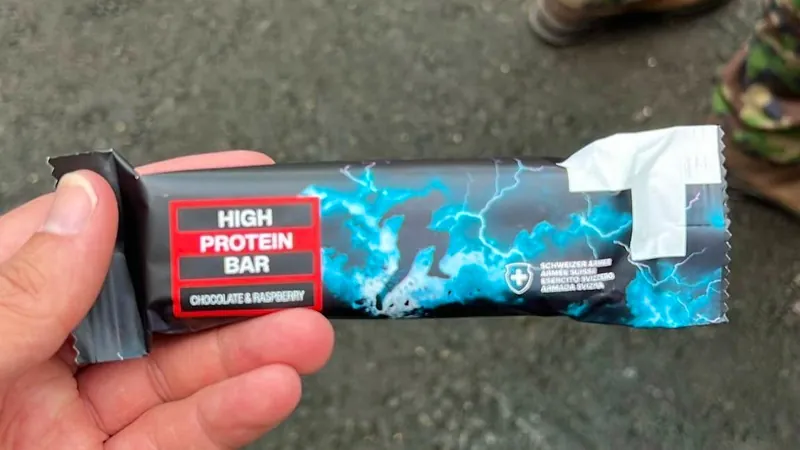 HIGH
PROTEIN
BAR
CHOCOLATE & RASPBERRY
SCHWEIZER ARMEE
ARMÉE SUISSE
ESERCITO SVIZZERO
ARMADA SVIZRA
T